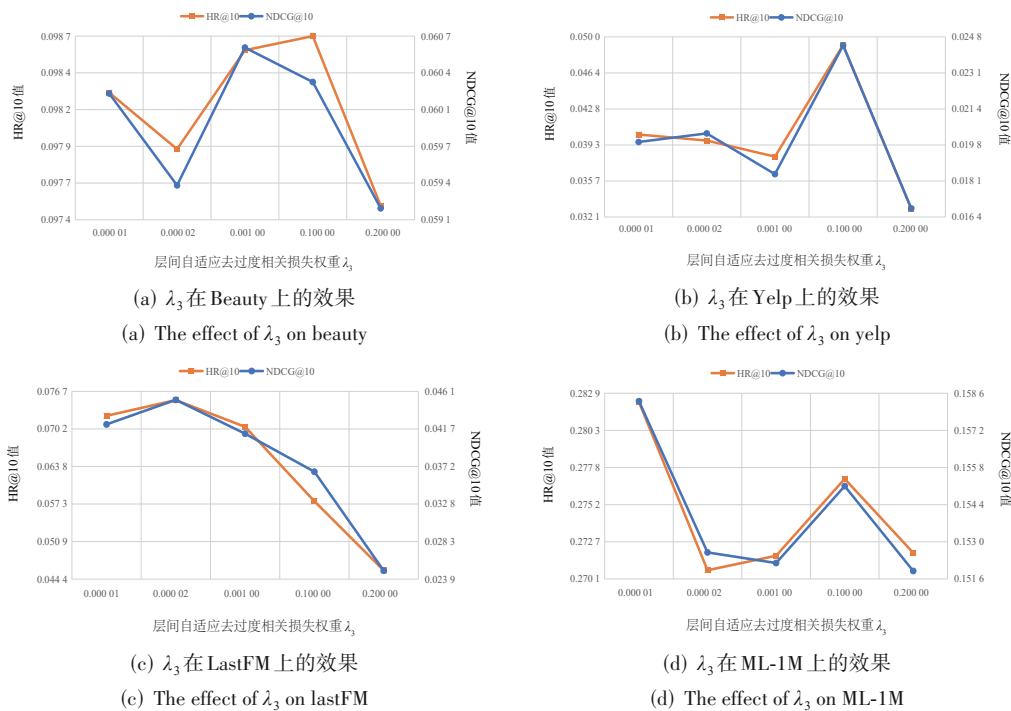 HR@10 NDCG@10
HR@10值
0.098 7
0.098 4
0.098 2
0.097 9
0.097 7
0.097 4
0.060 7
0.060 4
0.060 1
0.059 7
0.059 4
0.059 1
NDCG@10值
0.000 01 0.000 02 0.001 00 0.100 00 0.200 00
层间自适应去过度相关损失权重λ₃
(a) λ₃在Beauty上的效果
(a) The effect of λ₃ on beauty
HR@10 NDCG@10
HR@10值
0.050 0
0.046 4
0.042 8
0.039 3
0.035 7
0.032 1
0.024 8
0.023 1
0.021 4
0.019 8
0.018 1
0.016 4
NDCG@10值
0.000 01 0.000 02 0.001 00 0.100 00 0.200 00
层间自适应去过度相关损失权重λ₃
(b) λ₃在Yelp上的效果
(b) The effect of λ₃ on yelp
HR@10 NDCG@10
HR@10值
0.076 7
0.070 2
0.063 8
0.057 3
0.050 9
0.044 4
0.046 1
0.041 7
0.037 2
0.032 8
0.028 3
0.023 9
NDCG@10值
0.000 01 0.000 02 0.001 00 0.100 00 0.200 00
层间自适应去过度相关损失权重λ₃
(c) λ₃在LastFM上的效果
(c) The effect of λ₃ on lastFM
HR@10 NDCG@10
HR@10值
0.282 9
0.280 3
0.277 8
0.275 2
0.272 7
0.270 1
0.158 6
0.157 2
0.155 8
0.154 4
0.153 0
0.151 6
NDCG@10值
0.000 01 0.000 02 0.001 00 0.100 00 0.200 00
层间自适应去过度相关损失权重λ₃
(d) λ₃在ML-1M上的效果
(d) The effect of λ₃ on ML-1M